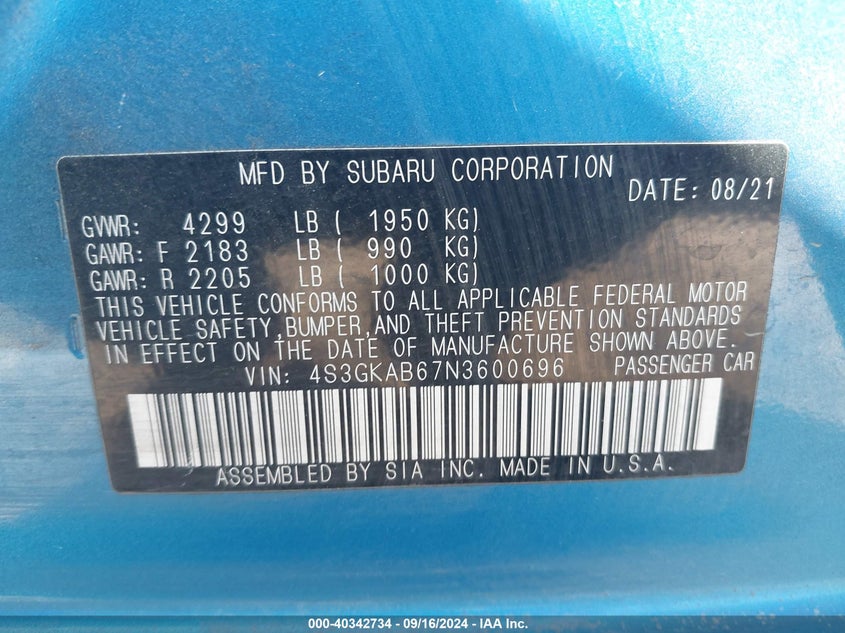 MFD BY SUBARU CORPORATION
DATE: 08/21
GVWR: 4299 LB ( 1950 KG)
GAWR: F 2183 LB ( 990 KG)
GAWR: R 2205 LB ( 1000 KG)
THIS VEHICLE CONFORMS TO ALL APPLICABLE FEDERAL MOTOR
VEHICLE SAFETY,BUMPER,AND THEFT PREVENTION STANDARDS
IN EFFECT ON THE DATE OF MANUFACTURE SHOWN ABOVE.
VIN: 4S3GKAB67N3600696 PASSENGER CAR
ASSEMBLED BY SIA INC. MADE IN U.S.A.
000-40342734 - 09/16/2024 - IAA Inc.